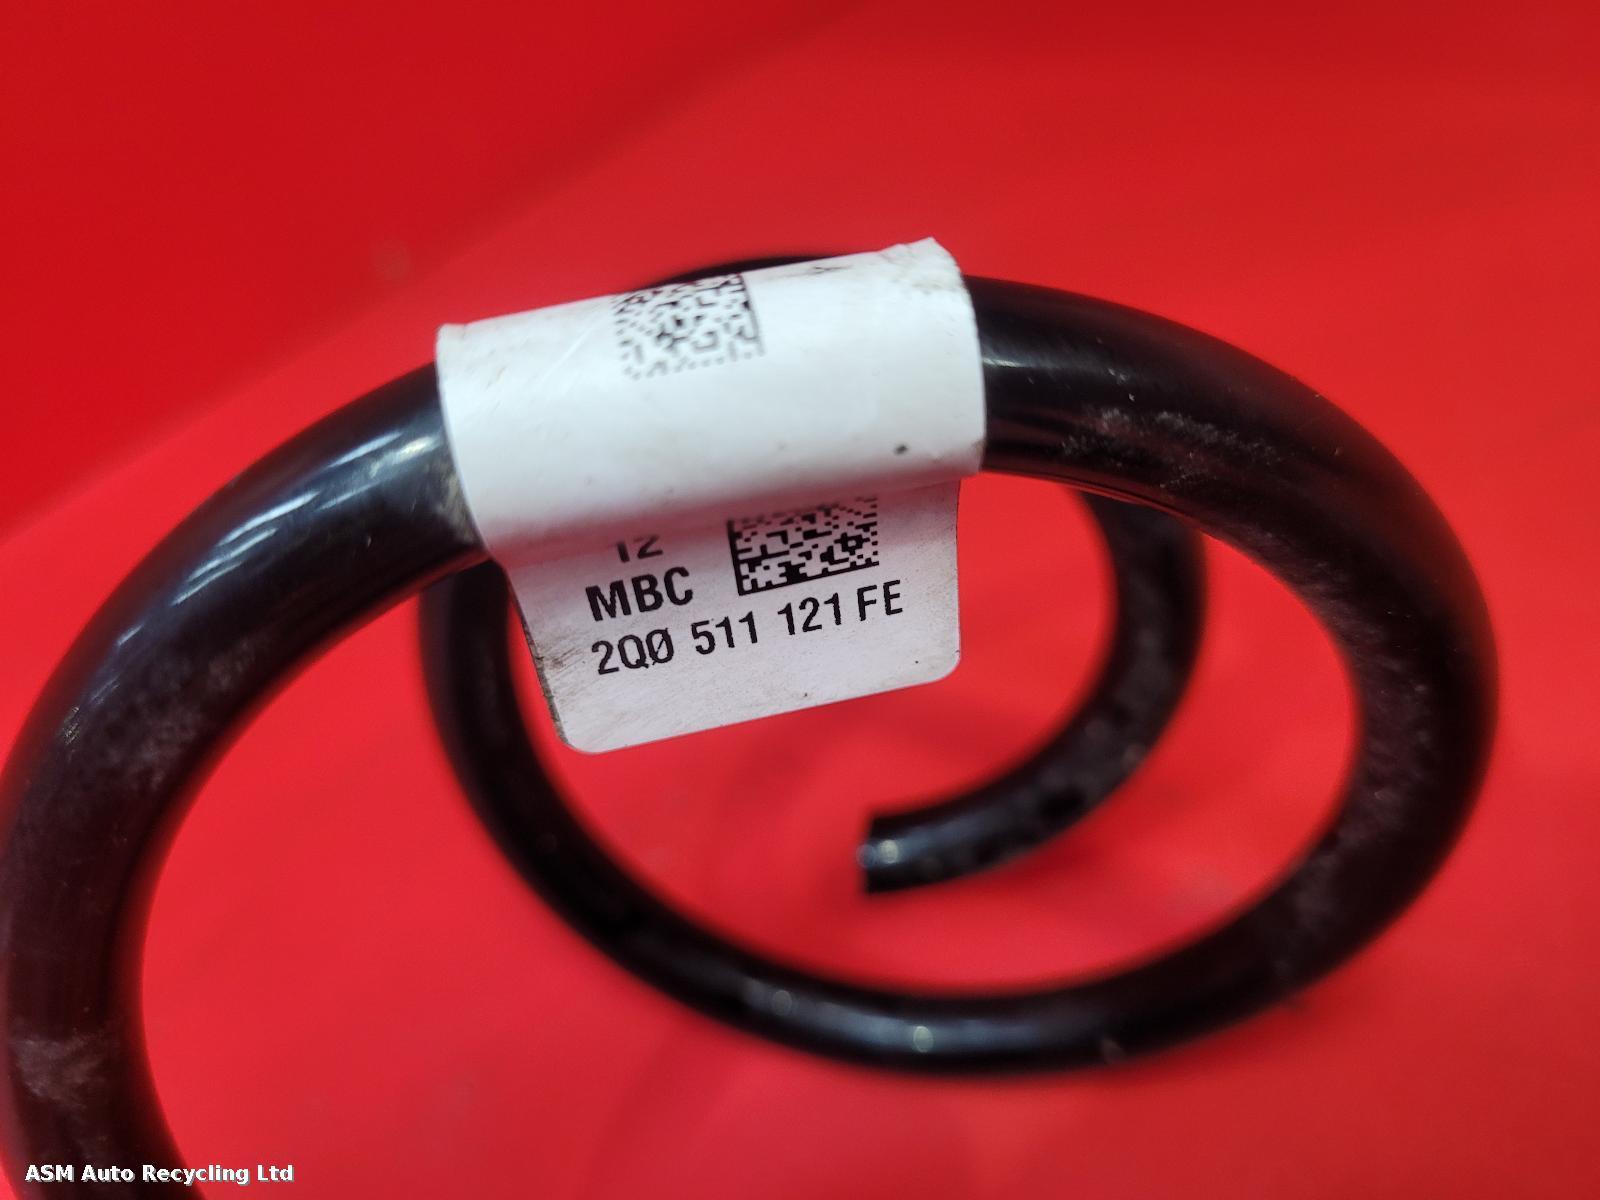 12
MBC
2Q0 511 121 FE
ASM Auto Recycling Ltd